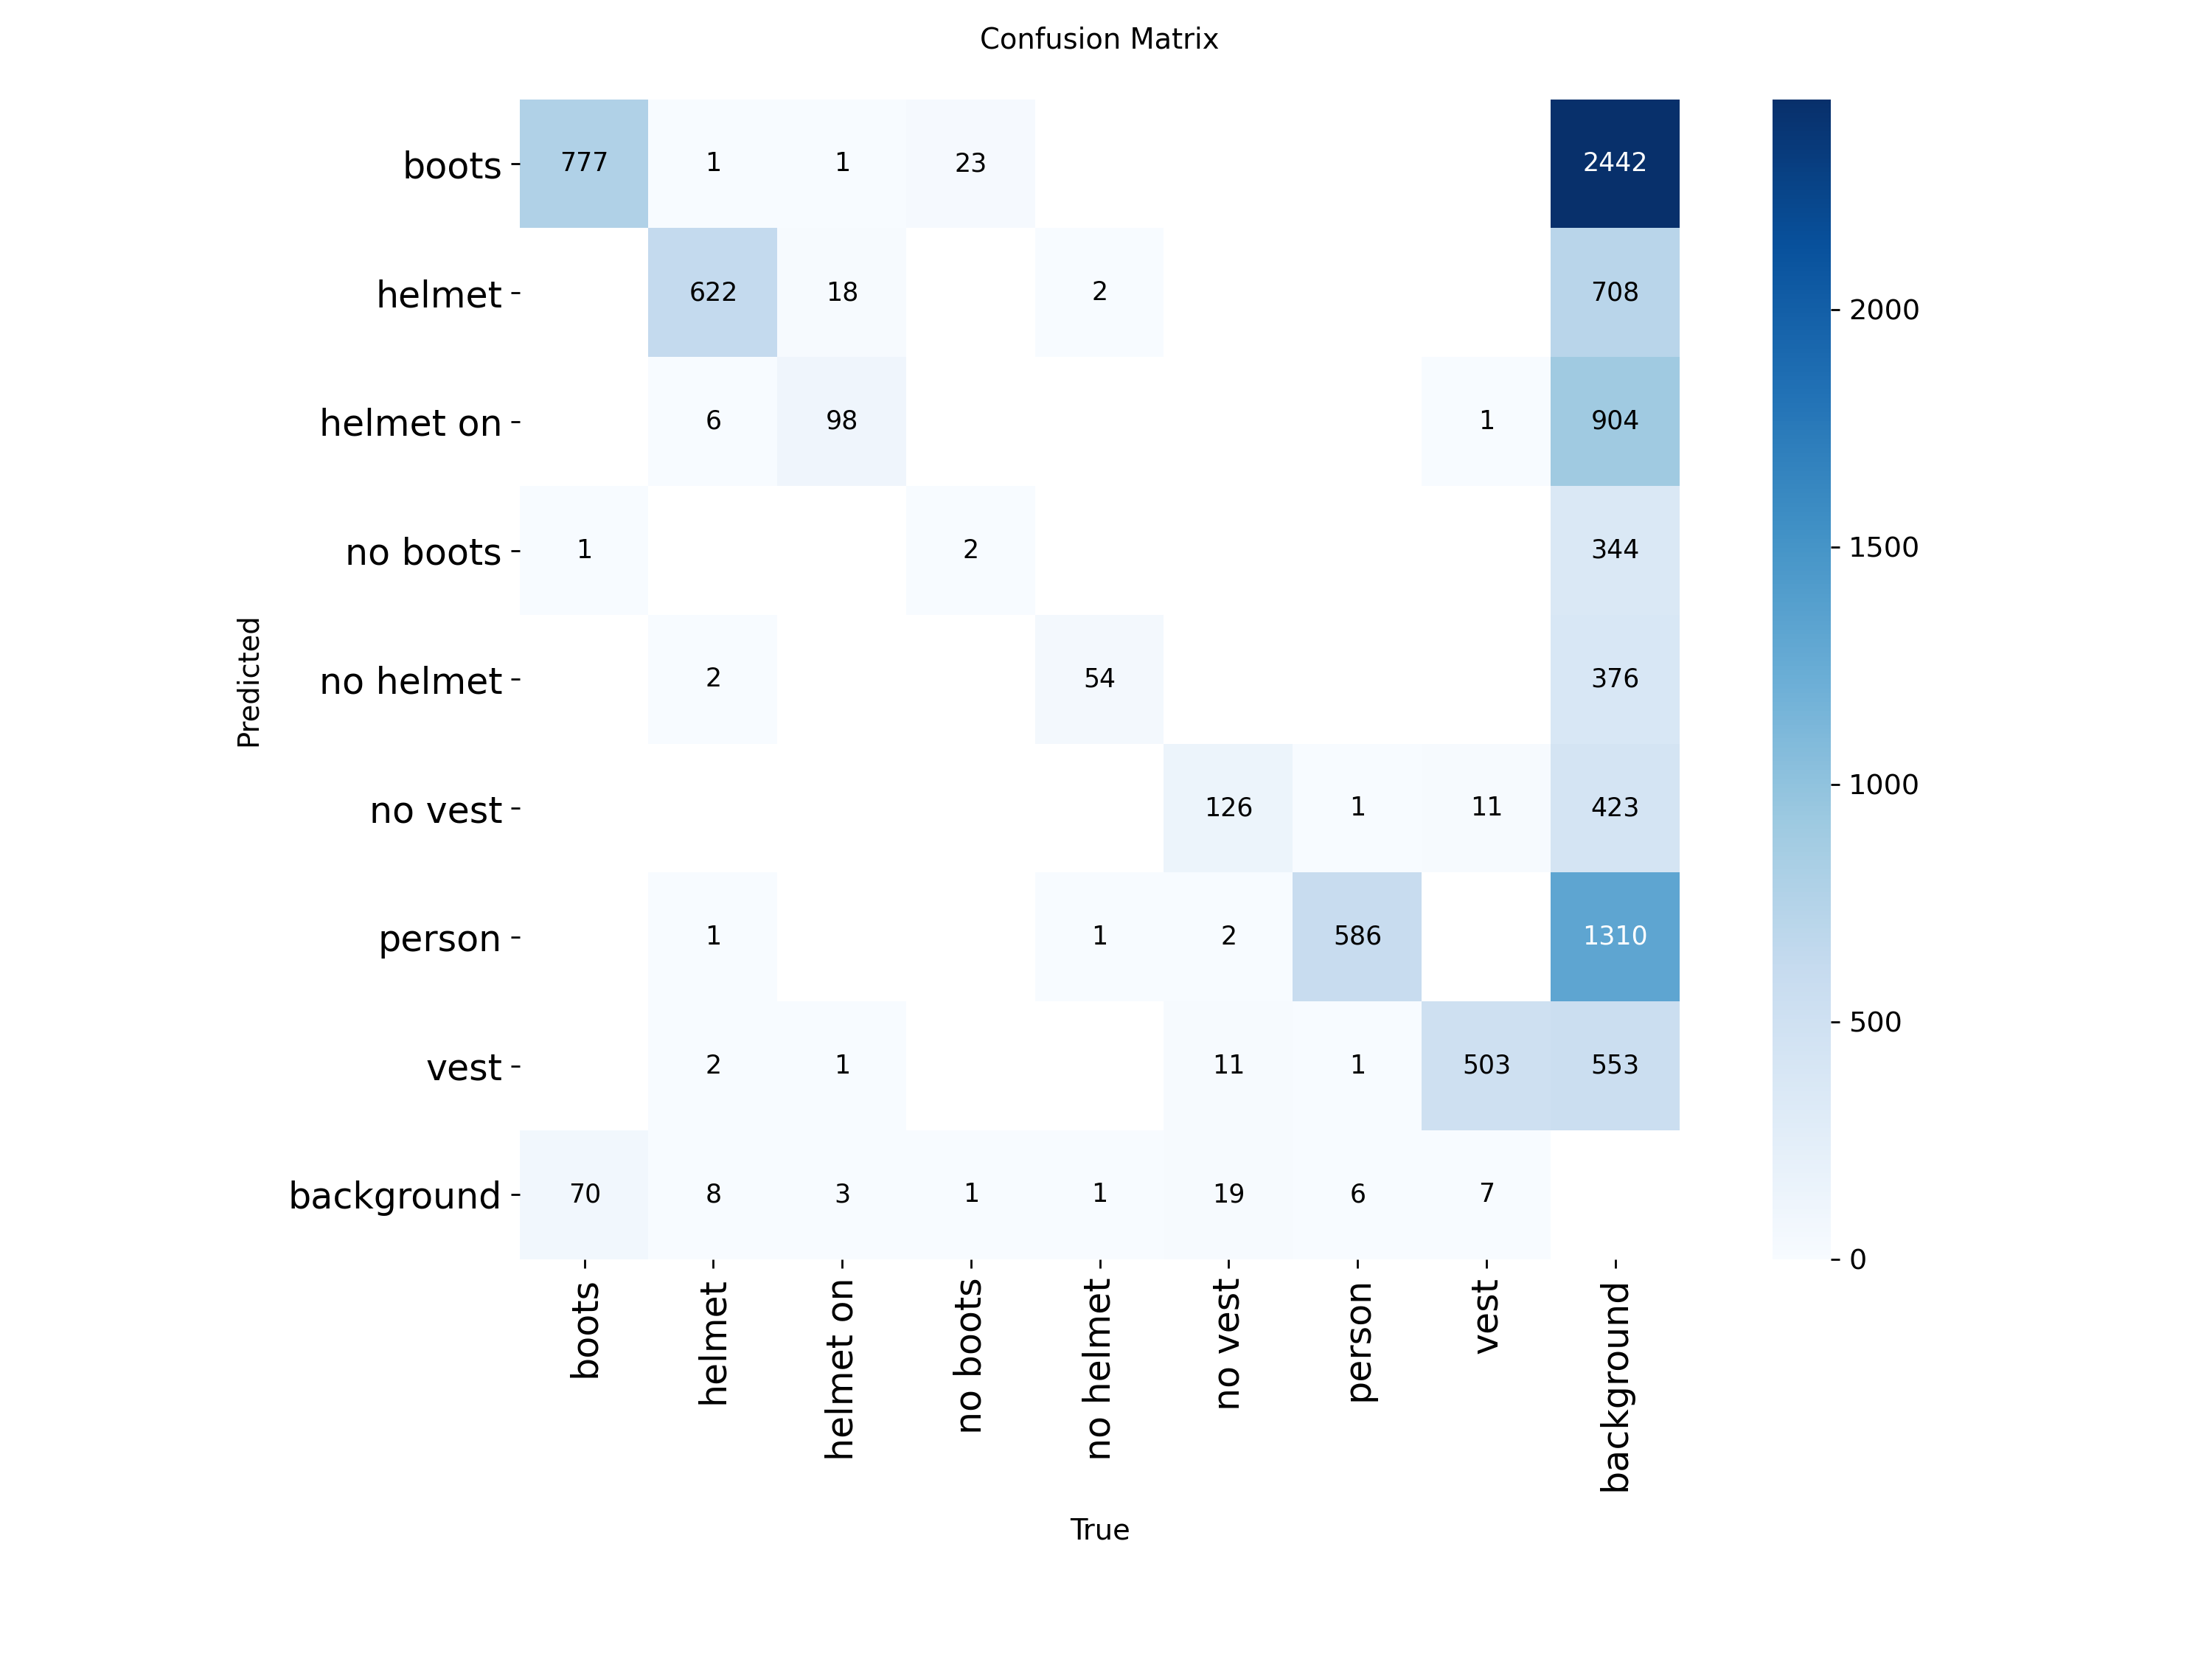 Confusion Matrix
boots 777 1 1 23 2442
helmet 622 18 2 708
2000
helmet on 6 98 1 904
1500
no boots 1 2 344
Predicted
no helmet 2 54 376
1000
no vest 126 1 11 423
person 1 1 2 586 1310
500
vest 2 1 11 1 503 553
background 70 8 3 1 1 19 6 7
0
boots
helmet
helmet on
no boots
no helmet
no vest
person
vest
background
True